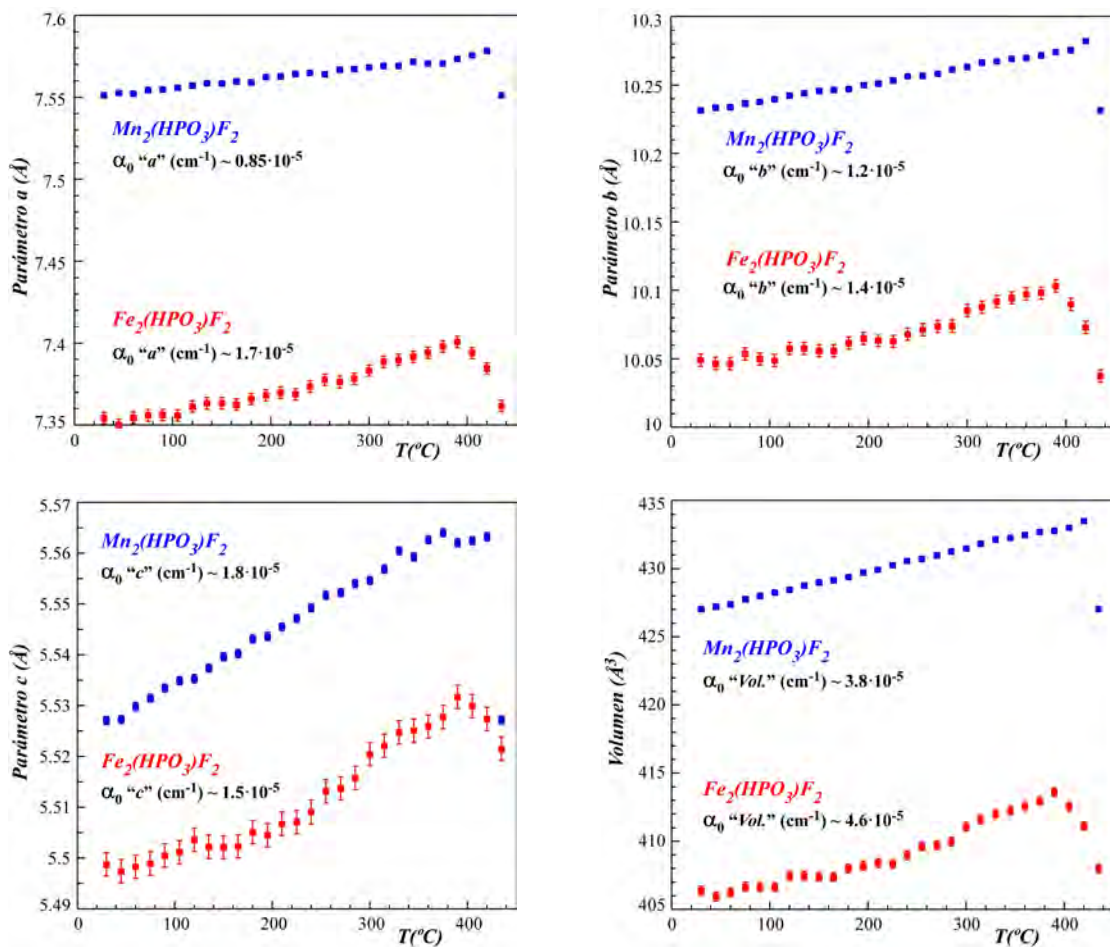 Parámetro a (Å)
7.6
7.55
7.5
7.45
7.4
7.35
Mn2(HPO3)F2
α0 “a” (cm-1) ~ 0.85·10-5
Fe2(HPO3)F2
α0 “a” (cm-1) ~ 1.7·10-5
0 100 200 300 400
T(ºC)
Parámetro b (Å)
10.3
10.25
10.2
10.15
10.1
10.05
10
Mn2(HPO3)F2
α0 “b” (cm-1) ~ 1.2·10-5
Fe2(HPO3)F2
α0 “b” (cm-1) ~ 1.4·10-5
0 100 200 300 400
T(ºC)
Parámetro c (Å)
5.57
5.56
5.55
5.54
5.53
5.52
5.51
5.5
5.49
Mn2(HPO3)F2
α0 “c” (cm-1) ~ 1.8·10-5
Fe2(HPO3)F2
α0 “c” (cm-1) ~ 1.5·10-5
0 100 200 300 400
T(ºC)
Volumen (Å3)
435
430
425
420
415
410
405
Mn2(HPO3)F2
α0 “Vol.” (cm-1) ~ 3.8·10-5
Fe2(HPO3)F2
α0 “Vol.” (cm-1) ~ 4.6·10-5
0 100 200 300 400
T(ºC)